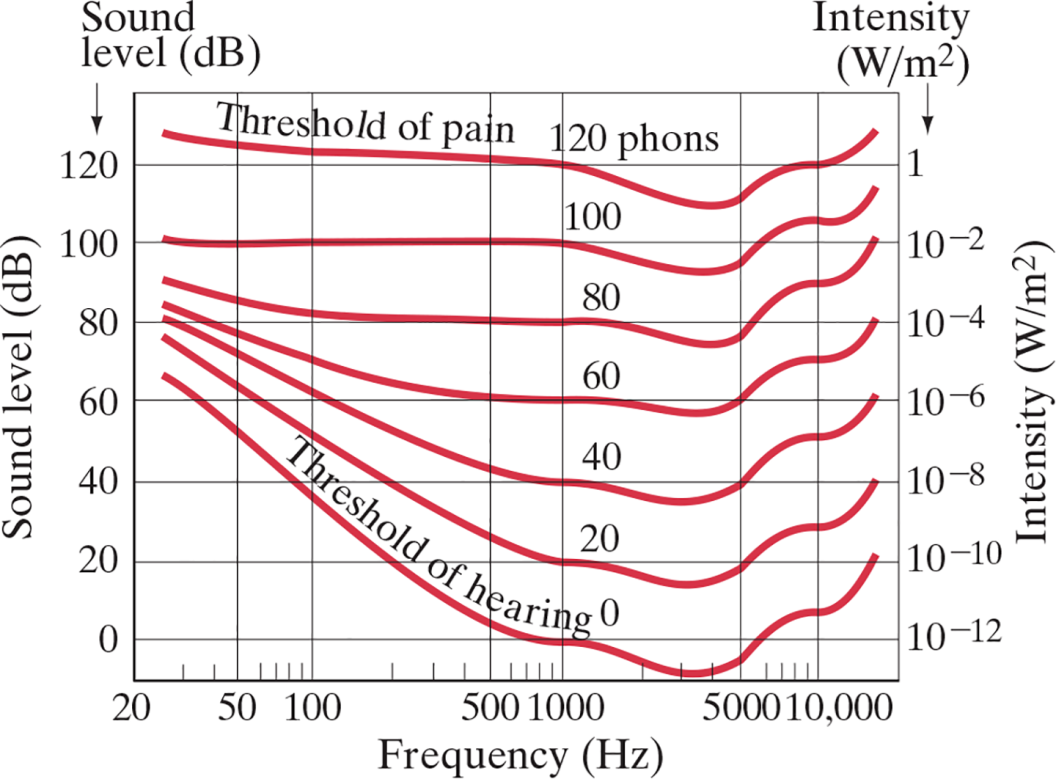 Sound
level (dB)
Intensity
(W/m²)
Threshold of pain
120 phons
120
1
100
100
10⁻²
80
80
10⁻⁴
60
60
10⁻⁶
40
40
10⁻⁸
20
20
10⁻¹⁰
Threshold of hearing
0
0
10⁻¹²
Sound level (dB)
Intensity (W/m²)
20
50
100
500
1000
5000
10,000
Frequency (Hz)